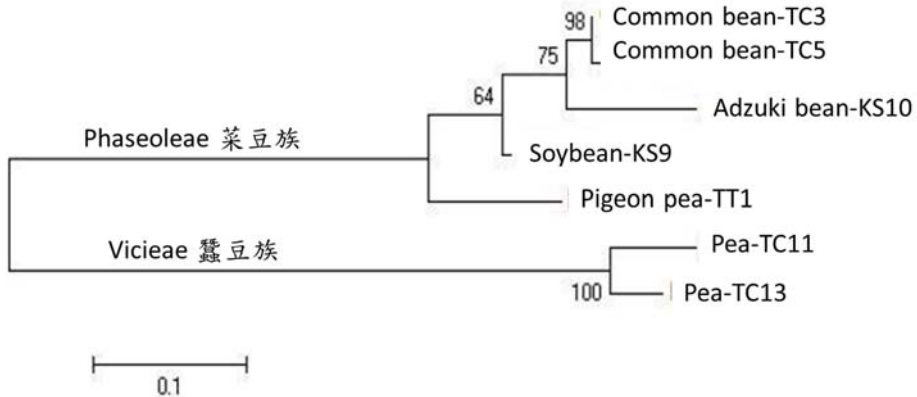 98
Common bean-TC3
Common bean-TC5
75
Adzuki bean-KS10
64
Phaseoleae 菜豆族
Soybean-KS9
Pigeon pea-TT1
Vicieae 蠶豆族
Pea-TC11
100
Pea-TC13
0.1